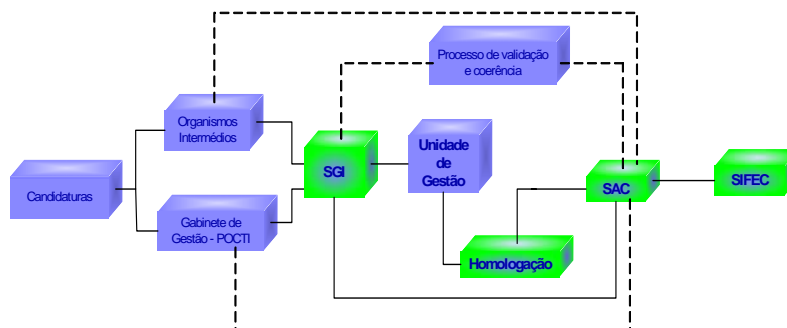 Processo de validação
e coerência
Organismos
Intermédios
Unidade
de
Gestão
SGI
SAC
SIFEC
Candidaturas
Gabinete de
Gestão - POCTI
Homologação